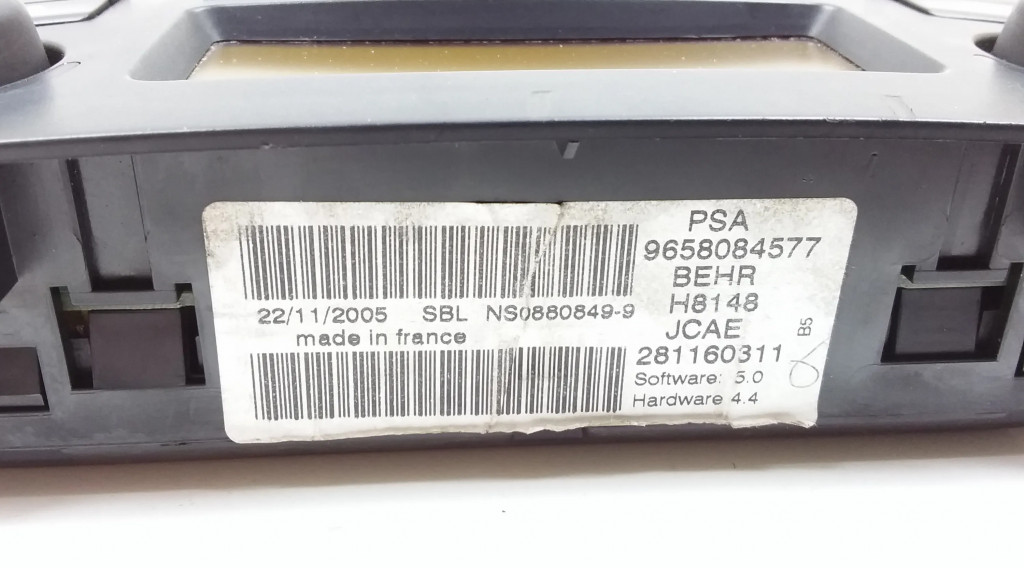 PSA
9658084577
BEHR
H8148
JCAE
281160311
Software: 5.0
Hardware 4.4
B5
22/11/2005 SBL NS0880849-9
made in france